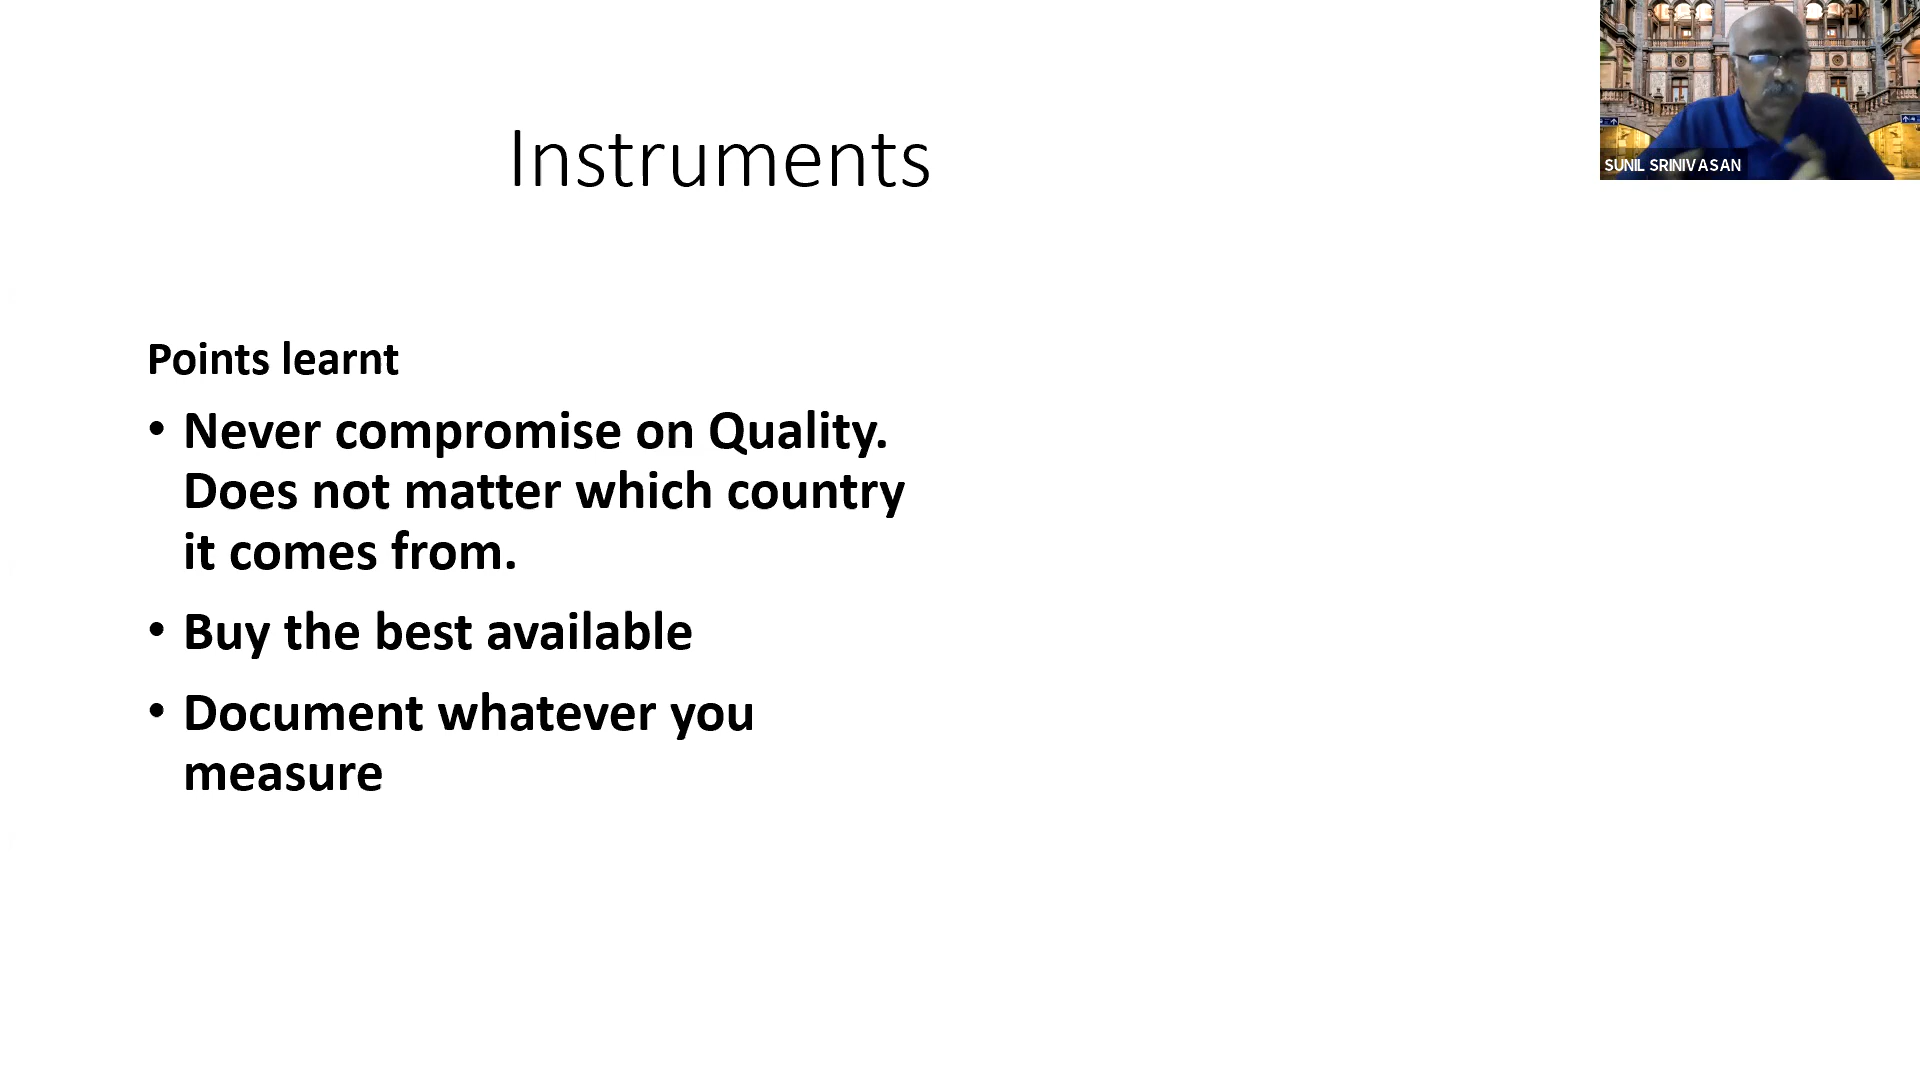 Instruments
SUNIL SRINIVASAN
Points learnt
• Never compromise on Quality.
Does not matter which country
it comes from.
• Buy the best available
• Document whatever you
measure